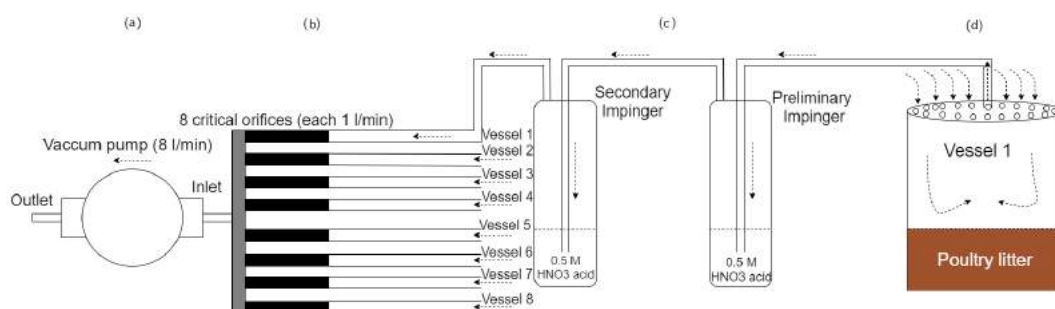 (a)
(b)
(c)
(d)
8 critical orifices (each 1 l/min)
Vaccum pump (8 l/min)
Outlet
Inlet
Vessel 1
Vessel 2
Vessel 3
Vessel 4
Vessel 5
Vessel 6
Vessel 7
Vessel 8
Secondary
Impinger
0.5 M
HNO3 acid
Preliminary
Impinger
0.5 M
HNO3 acid
Vessel 1
Poultry litter